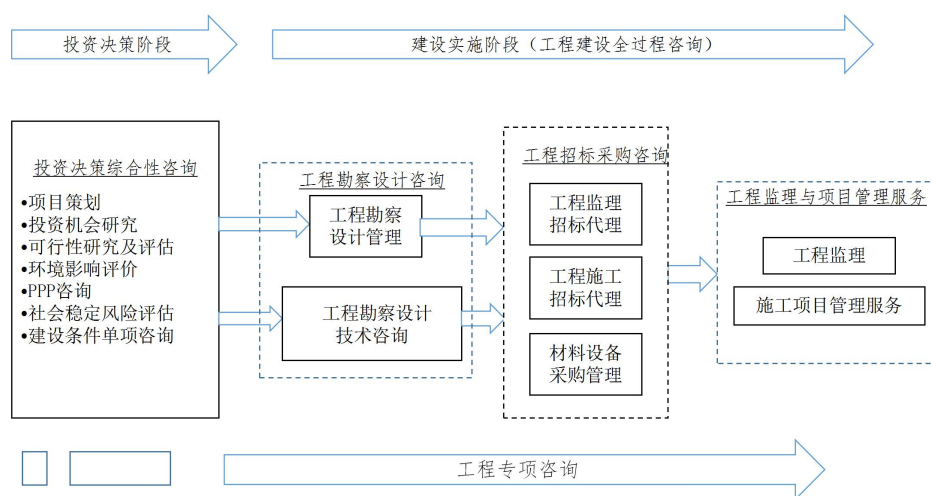 投资决策阶段
建设实施阶段（工程建设全过程咨询）
投资决策综合性咨询
•项目策划
•投资机会研究
•可行性研究及评估
•环境影响评价
•PPP咨询
•社会稳定风险评估
•建设条件单项咨询
工程勘察设计咨询
工程勘察
设计管理
工程勘察设计
技术咨询
工程招标采购咨询
工程监理
招标代理
工程施工
招标代理
材料设备
采购管理
工程监理与项目管理服务
工程监理
施工项目管理服务
工程专项咨询